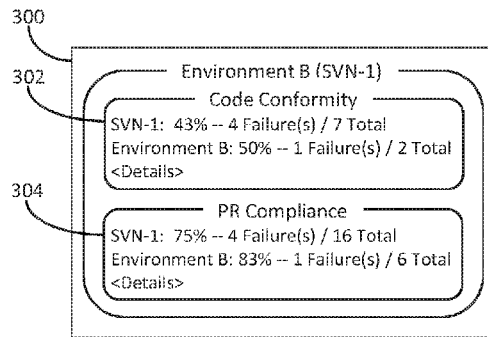 300
302
304
Environment B (SVN-1)
Code Conformity
SVN-1: 43% -- 4 Failure(s) / 7 Total
Environment B: 50% -- 1 Failure(s) / 2 Total
<Details>
PR Compliance
SVN-1: 75% -- 4 Failure(s) / 16 Total
Environment B: 83% -- 1 Failure(s) / 6 Total
<Details>